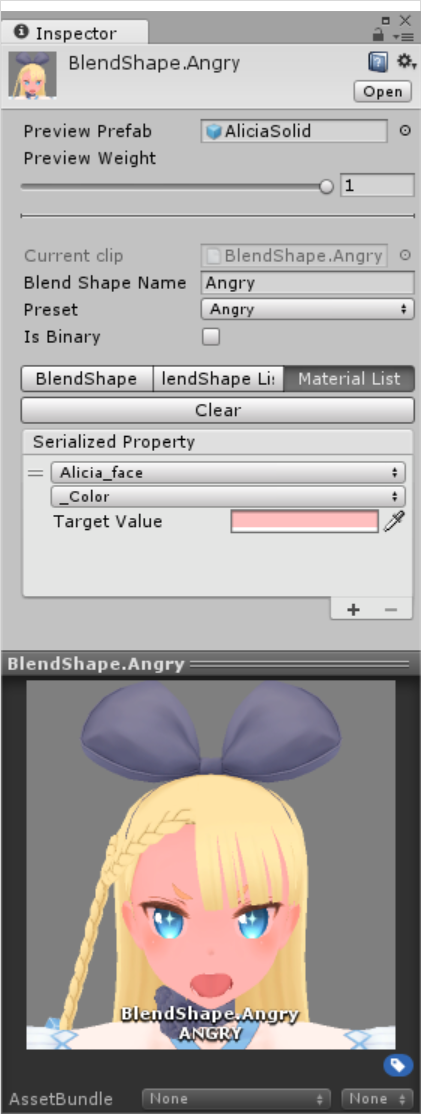 Inspector
BlendShape.Angry
Open
Preview Prefab AliciaSolid
Preview Weight
1
Current clip BlendShape.Angry
Blend Shape Name Angry
Preset Angry
Is Binary
BlendShape lendShape Li: Material List
Clear
Serialized Property
Alicia_face
_Color
Target Value
BlendShape.Angry
BlendShape.Angry
ANGRY
AssetBundle None None